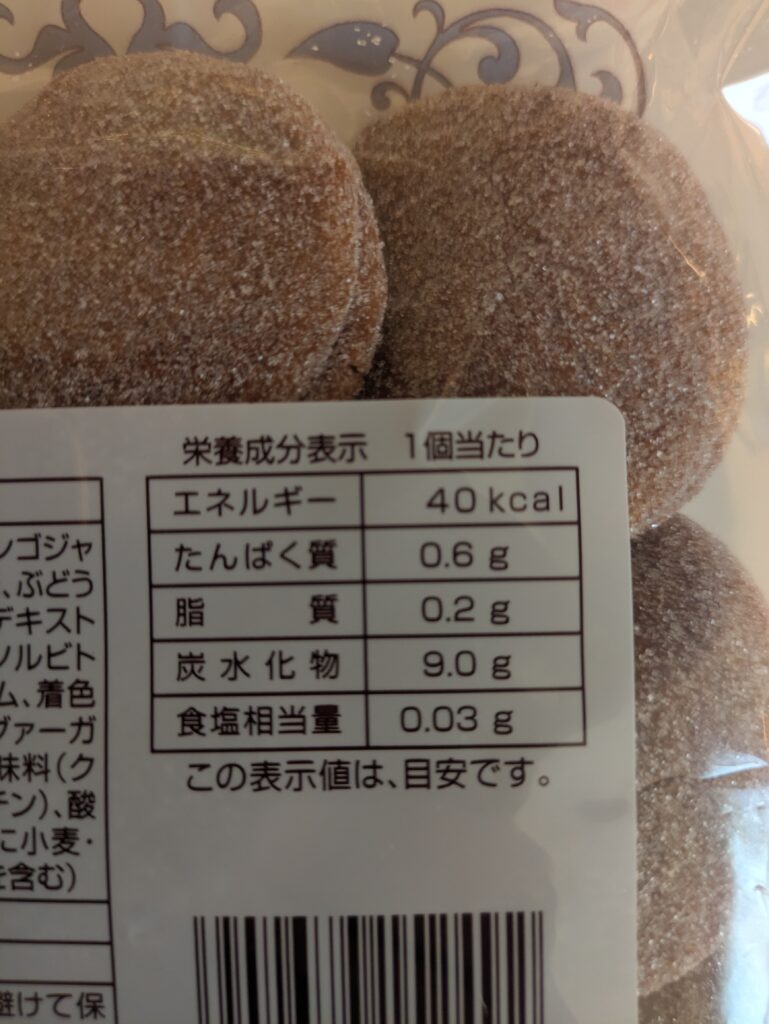 栄養成分表示 1個当たり
エネルギー 40 kcal
たんぱく質 0.6 g
脂質 0.2 g
炭水化物 9.0 g
食塩相当量 0.03 g
この表示値は、目安です。
ンゴジャ
、ぶどう
デキスト
ソルビト
ム、着色
ヴァーガ
味料(ク
チン)、酸
に小麦・
を含む)
避けて保